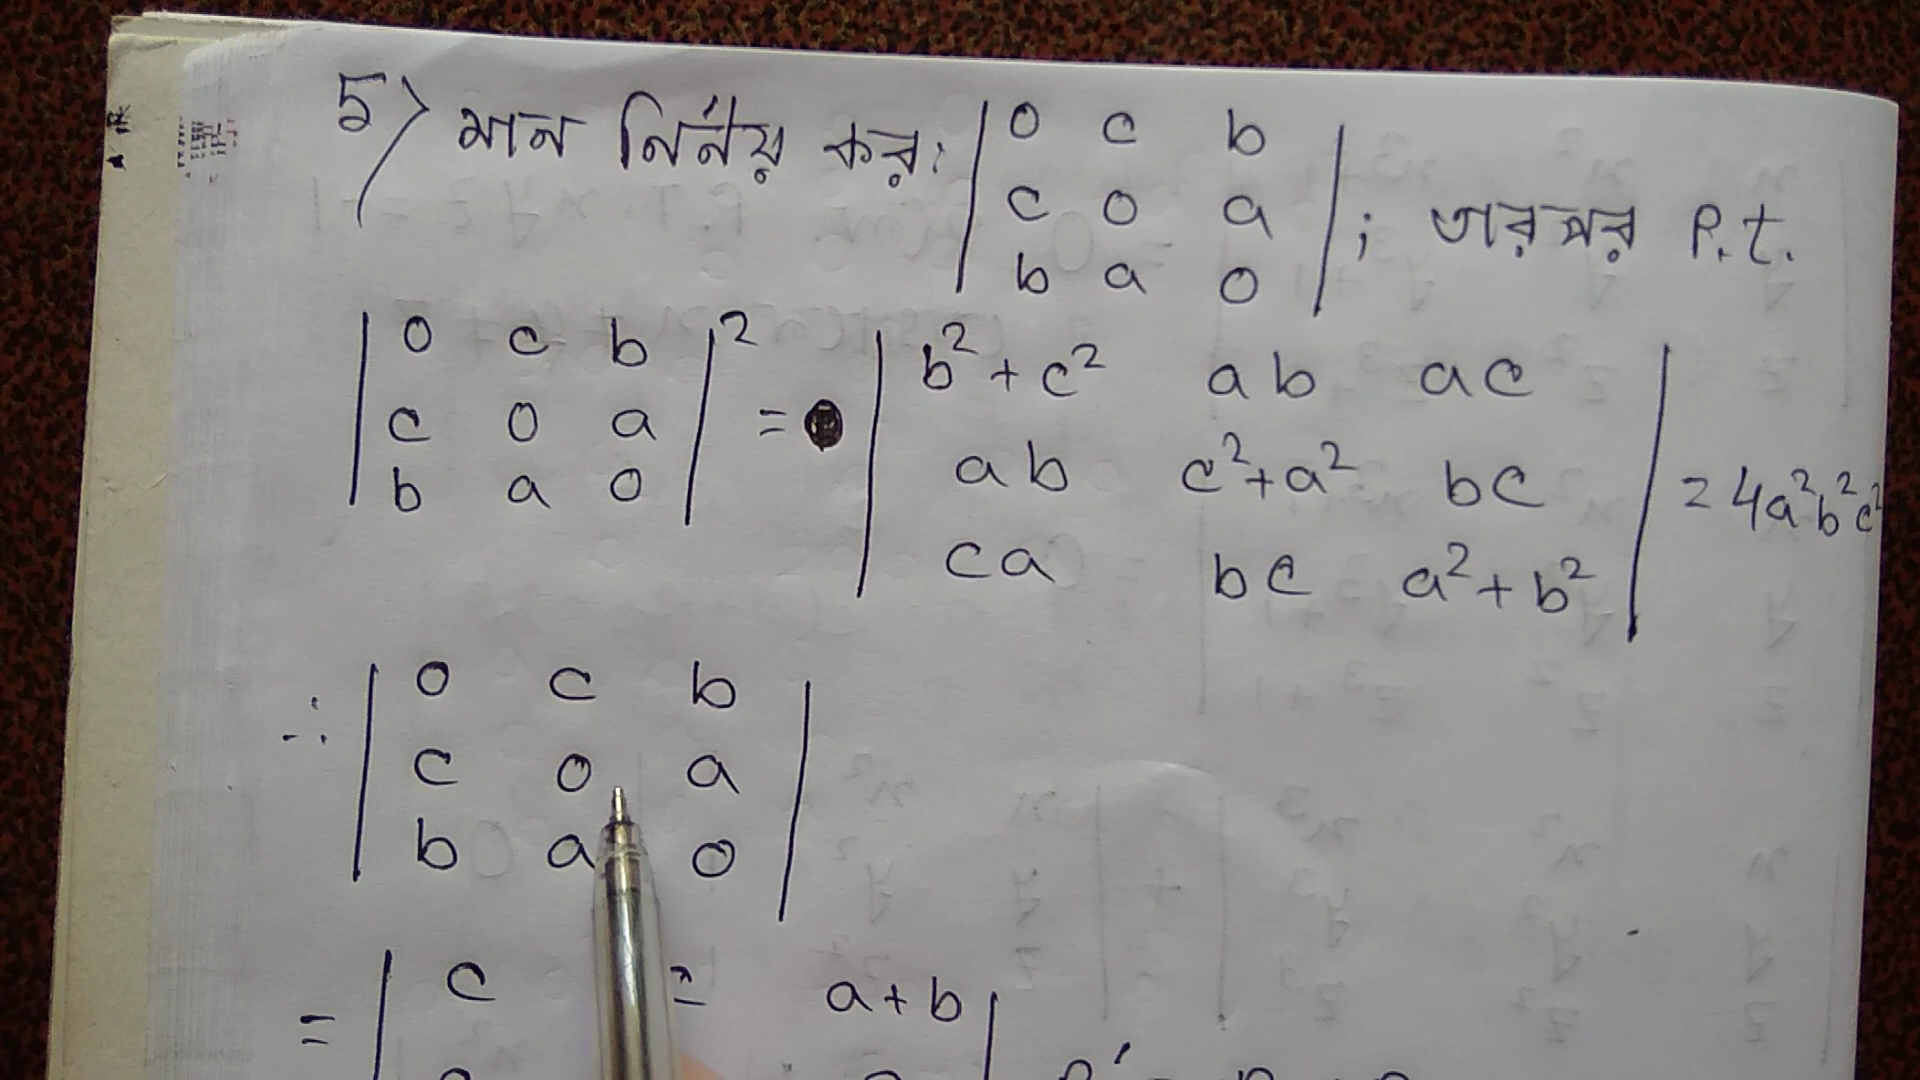 5) মান নির্নয় কর: | 0 c b |
| c 0 a | ; তারপর P.t.
| b a 0 |
| 0 c b |² = | b²+c² ab ac |
| c 0 a | | ab c²+a² bc | = 4a²b²c²
| b a 0 | | ca bc a²+b² |
∴ | 0 c b |
| c 0 a |
| b a 0 |
= | c a+b |